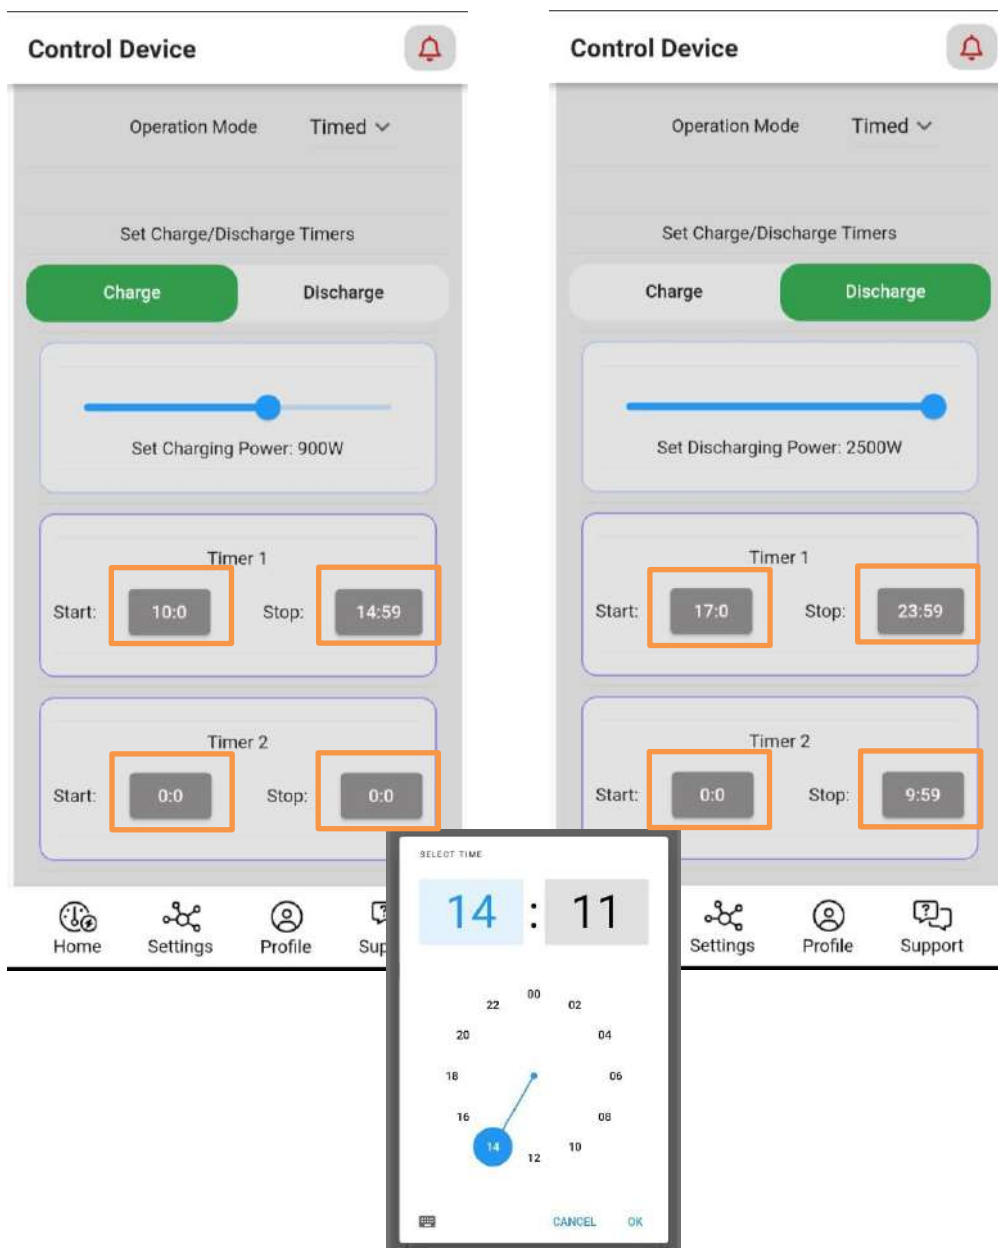 Control Device
Operation Mode Timed
Set Charge/Discharge Timers
Charge Discharge
Set Charging Power: 900W
Timer 1
Start: 10:0 Stop: 14:59
Timer 2
Start: 0:0 Stop: 0:0
Home Settings Profile Sup
Control Device
Operation Mode Timed
Set Charge/Discharge Timers
Charge Discharge
Set Discharging Power: 2500W
Timer 1
Start: 17:0 Stop: 23:59
Timer 2
Start: 0:0 Stop: 9:59
Settings Profile Support
SELECT TIME
14 : 11
00
22 02
20 04
18 06
16 08
14 10
12
CANCEL OK